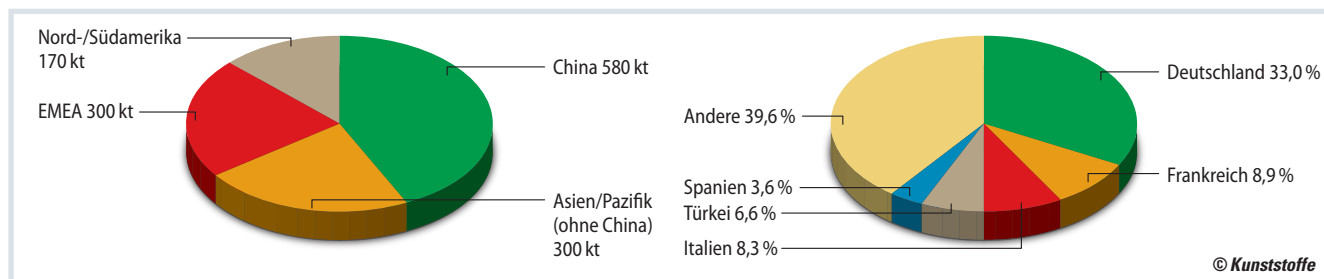 Nord-/Südamerika
170 kt
China 580 kt
EMEA 300 kt
Asien/Pazifik
(ohne China)
300 kt
Deutschland 33,0 %
Andere 39,6 %
Frankreich 8,9 %
Spanien 3,6 %
Türkei 6,6 %
Italien 8,3 %
© Kunststoffe